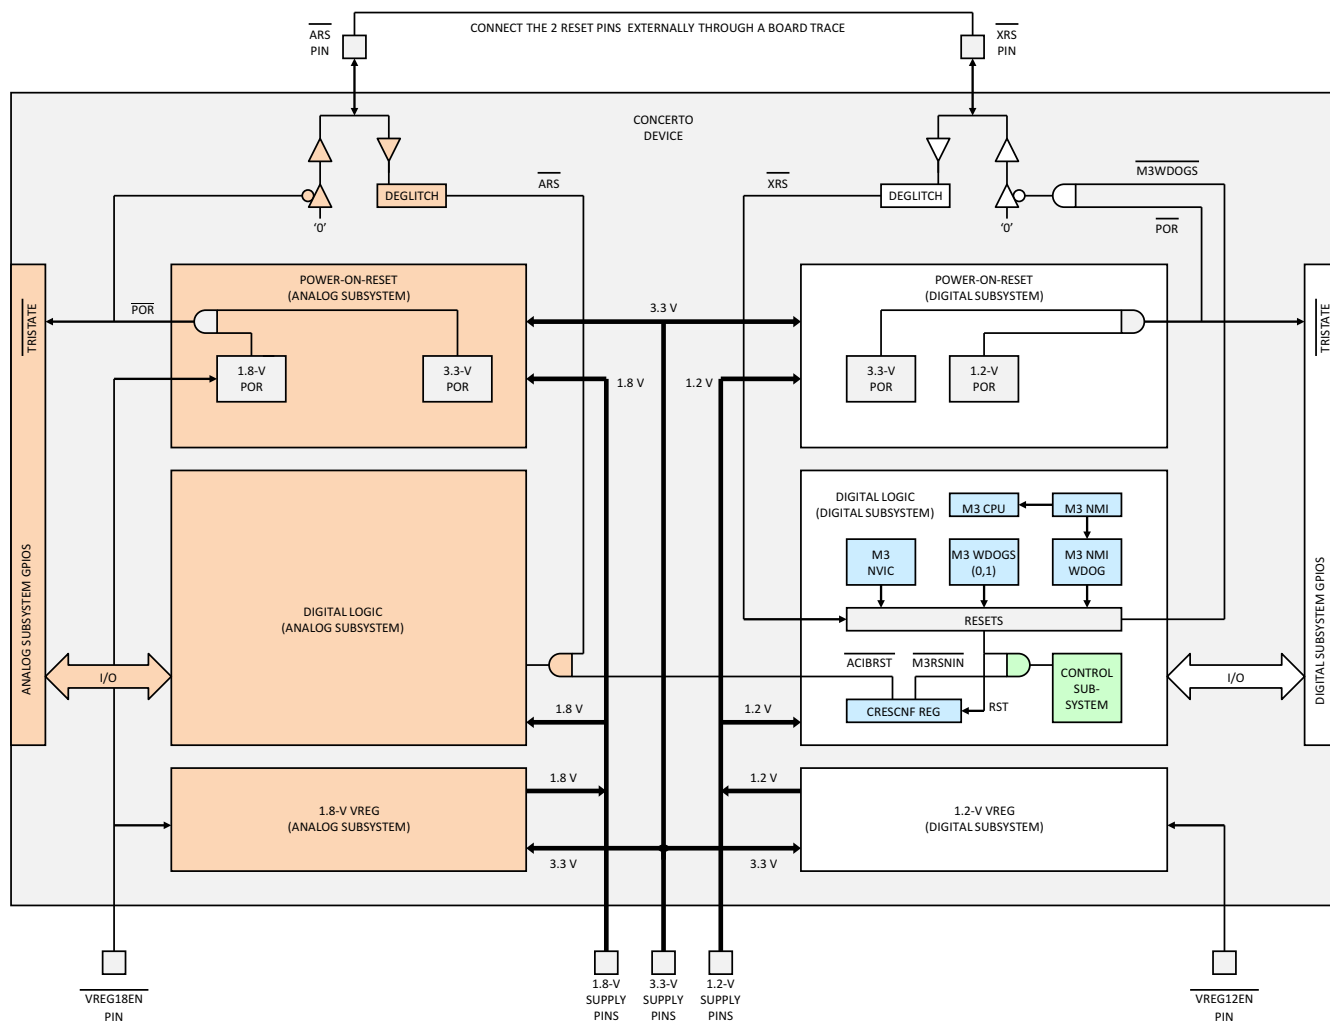 CONNECT THE 2 RESET PINS EXTERNALLY THROUGH A BOARD TRACE
ARS
PIN
XRS
PIN
CONCERTO
DEVICE
M3WDOGS
ARS
XRS
DEGLITCH
DEGLITCH
‘0’
‘0’
POR
POWER-ON-RESET
(ANALOG SUBSYSTEM)
POWER-ON-RESET
(DIGITAL SUBSYSTEM)
TRISTATE
POR
3.3 V
TRISTATE
1.8-V
POR
3.3-V
POR
1.8 V
1.2 V
3.3-V
POR
1.2-V
POR
DIGITAL LOGIC
(DIGITAL SUBSYSTEM)
M3 CPU
M3 NMI
M3
NVIC
M3 WDOGS
(0,1)
M3 NMI
WDOG
ANALOG SUBSYSTEM GPIOS
DIGITAL LOGIC
(ANALOG SUBSYSTEM)
RESETS
DIGITAL SUBSYSTEM GPIOS
ACIBRST
M3RSNIN
I/O
CONTROL
SUB-
SYSTEM
I/O
CRESCNF REG
RST
1.8 V
1.2 V
1.8 V
1.2 V
1.8-V VREG
(ANALOG SUBSYSTEM)
1.2-V VREG
(DIGITAL SUBSYSTEM)
3.3 V
3.3 V
VREG18EN
PIN
1.8-V
SUPPLY
PINS
3.3-V
SUPPLY
PINS
1.2-V
SUPPLY
PINS
VREG12EN
PIN